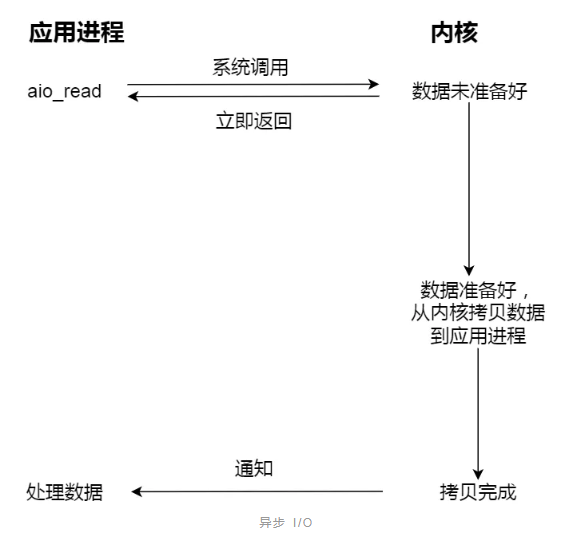 应用进程
内核
系统调用
aio_read
数据未准备好
立即返回
数据准备好，
从内核拷贝数据
到应用进程
通知
处理数据
拷贝完成
异步 I/O